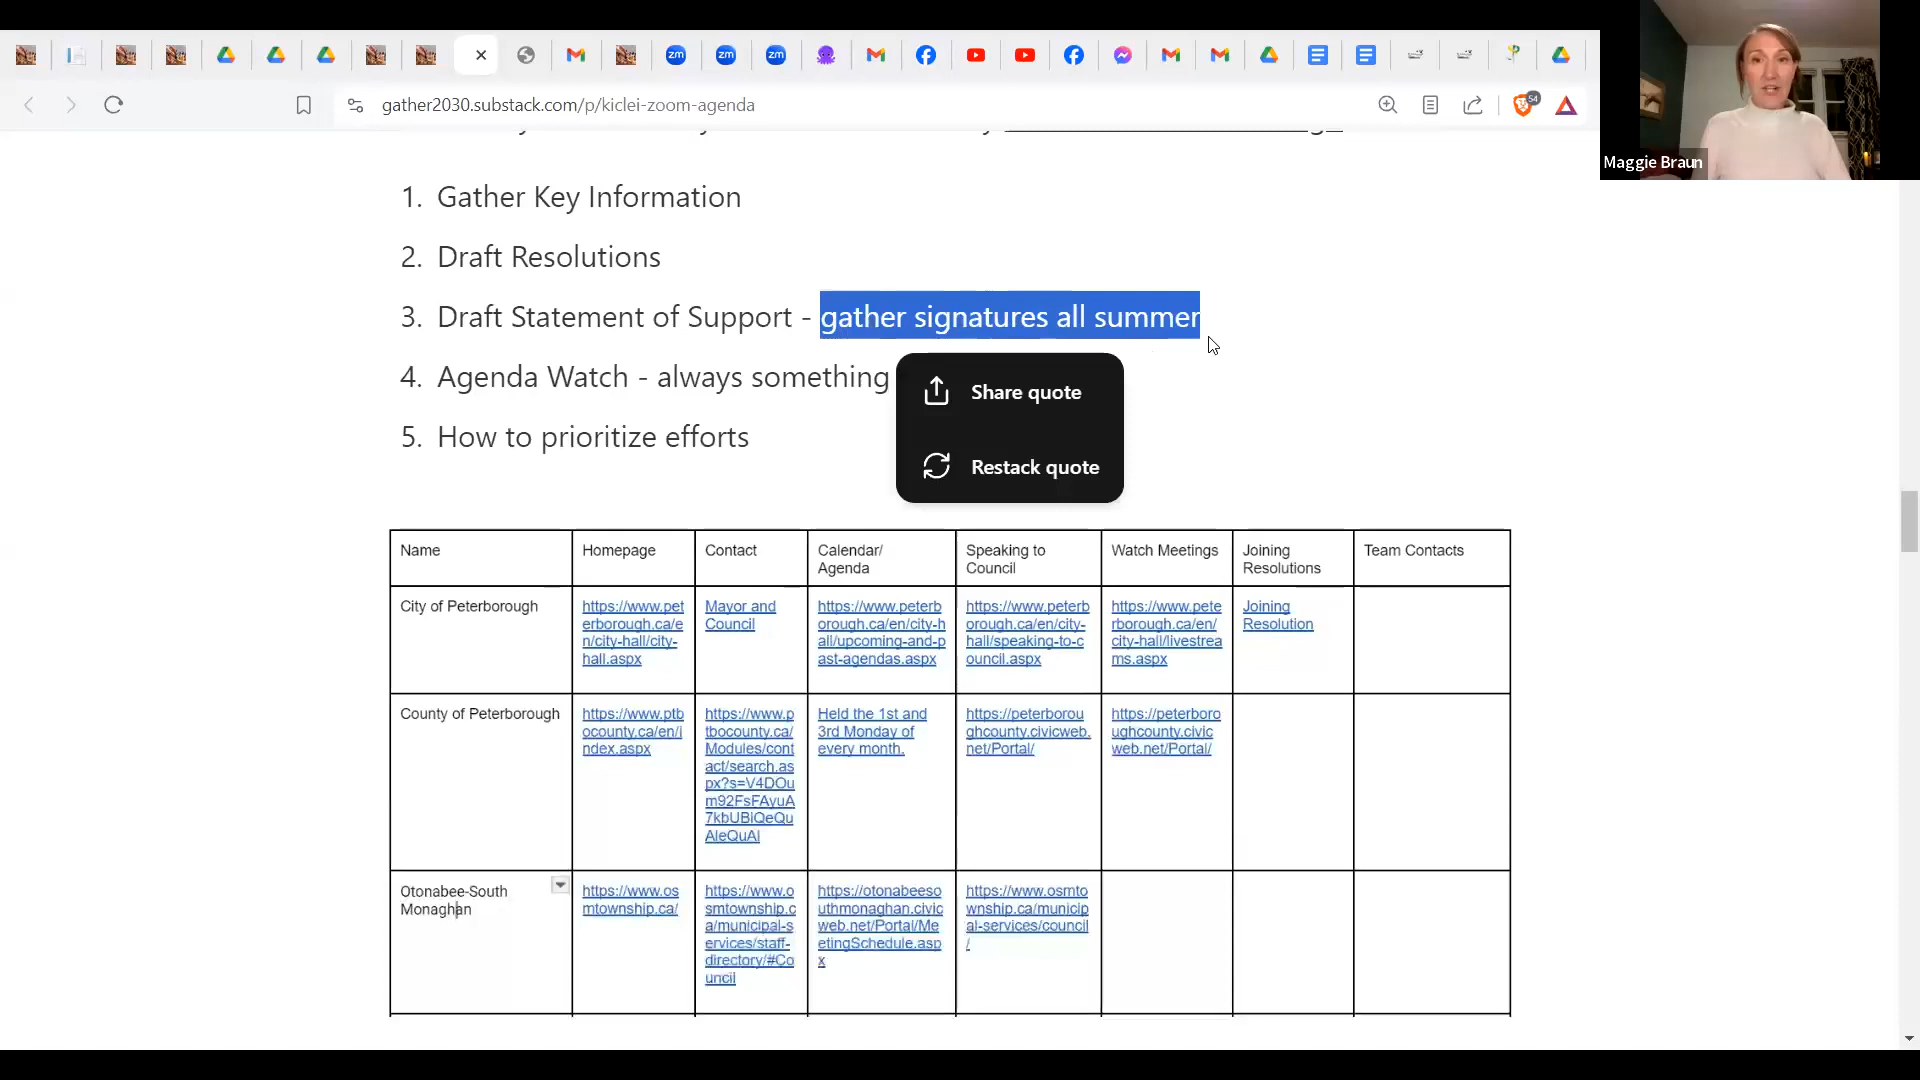 zm
zm
zm
gather2030.substack.com/p/kiclei-zoom-agenda
54
Maggie Braun
1. Gather Key Information
2. Draft Resolutions
3. Draft Statement of Support - gather signatures all summer
4. Agenda Watch - always something
5. How to prioritize efforts
Share quote
Restack quote
Name
Homepage
Contact
Calendar/
Agenda
Speaking to
Council
Watch Meetings
Joining
Resolutions
Team Contacts
City of Peterborough
https://www.pet
erborough.ca/e
n/city-hall/city-
hall.aspx
Mayor and
Council
https://www.peterb
orough.ca/en/city-h
all/upcoming-and-p
ast-agendas.aspx
https://www.peterb
orough.ca/en/city-
hall/speaking-to-c
ouncil.aspx
https://www.pete
rborough.ca/en/
city-hall/livestrea
ms.aspx
Joining
Resolution
County of Peterborough
https://www.ptb
ocounty.ca/en/i
ndex.aspx
https://www.p
tbocounty.ca/
Modules/cont
act/search.as
px?s=V4DOu
m92FsFAyuA
7kbUBiQeQu
AleQuAl
Held the 1st and
3rd Monday of
every month.
https://peterborou
ghcounty.civicweb.
net/Portal/
https://peterboro
ughcounty.civic
web.net/Portal/
Otonabee-South
Monaghan
https://www.os
mtownship.ca/
https://www.o
smtownship.c
a/municipal-s
ervices/staff-
directory/#Co
uncil
https://otonabeeso
uthmonaghan.civic
web.net/Portal/Me
etingSchedule.asp
x
https://www.osmto
wnship.ca/municip
al-services/council
/